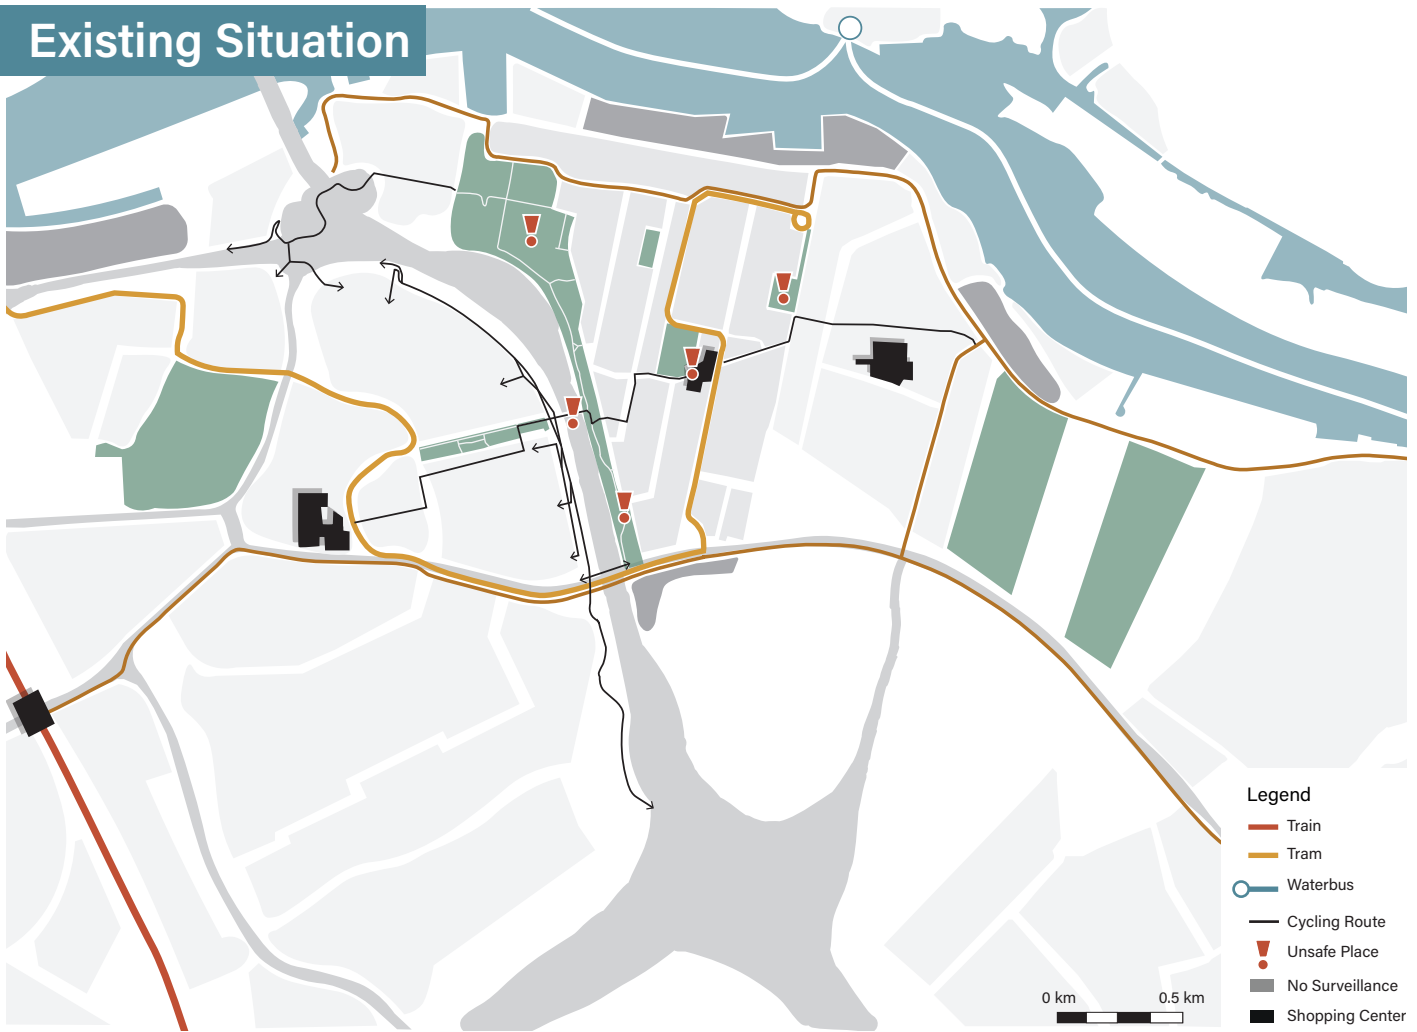 Existing Situation
Legend
Train
Tram
Waterbus
Cycling Route
Unsafe Place
No Surveillance
Shopping Center
0 km 0.5 km